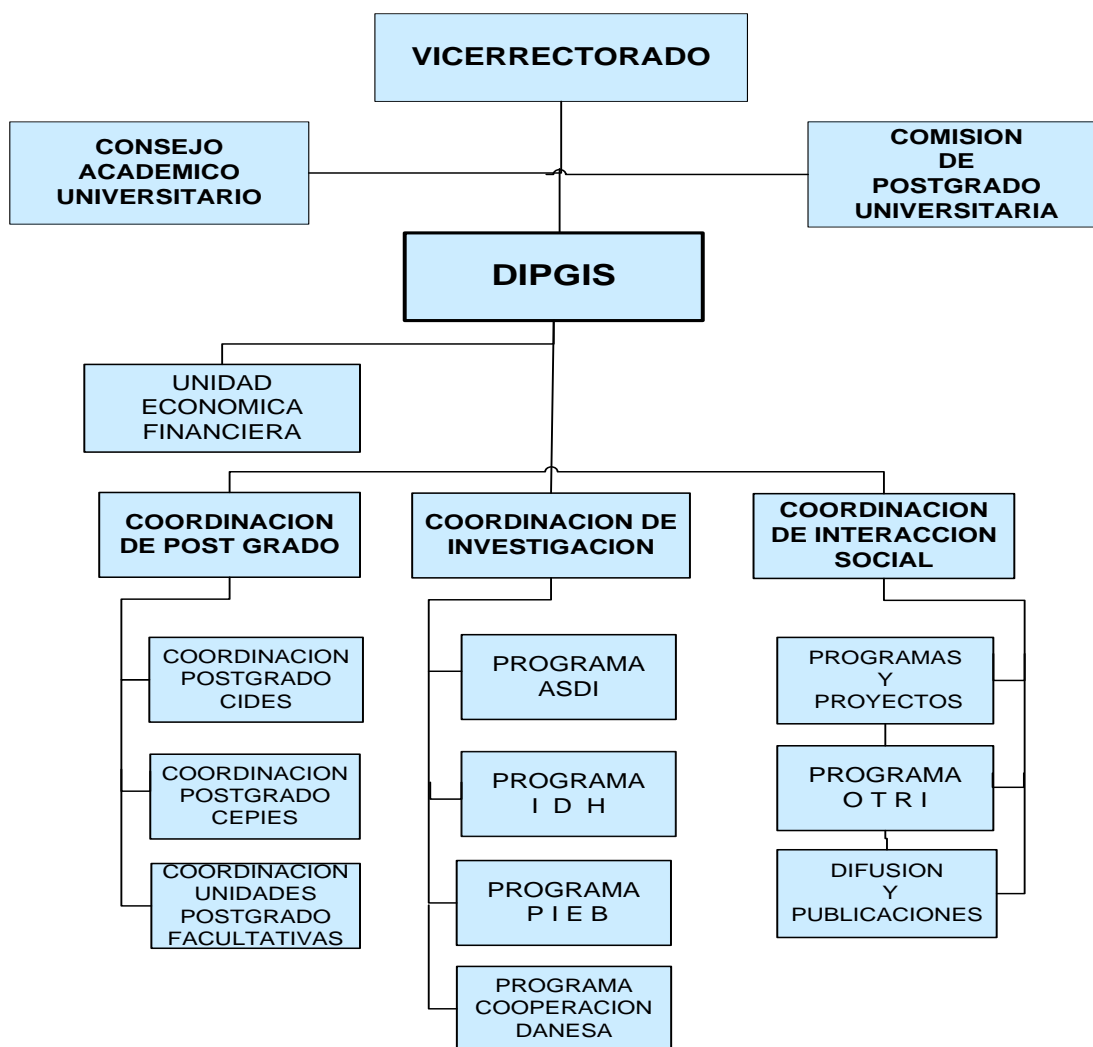 VICERRECTORADO
CONSEJO
ACADEMICO
UNIVERSITARIO
COMISION
DE
POSTGRADO
UNIVERSITARIA
DIPGIS
UNIDAD
ECONOMICA
FINANCIERA
COORDINACION
DE POST GRADO
COORDINACION DE
INVESTIGACION
COORDINACION
DE INTERACCION
SOCIAL
COORDINACION
POSTGRADO
CIDES
PROGRAMA
ASDI
PROGRAMAS
Y
PROYECTOS
COORDINACION
POSTGRADO
CEPIES
PROGRAMA
I D H
PROGRAMA
O T R I
COORDINACION
UNIDADES
POSTGRADO
FACULTATIVAS
PROGRAMA
P I E B
DIFUSION
Y
PUBLICACIONES
PROGRAMA
COOPERACION
DANESA